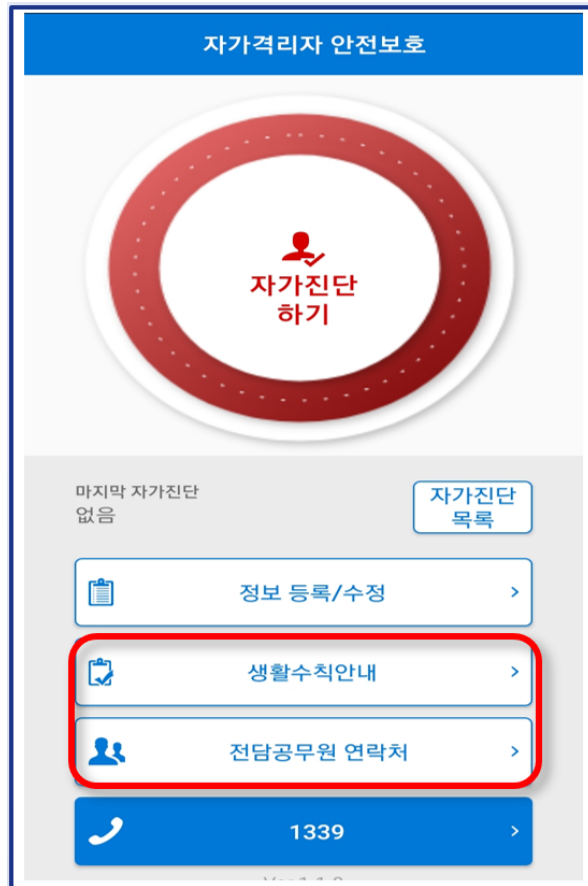 자가격리자 안전보호
자가진단
하기
마지막 자가진단
없음
자가진단
목록
정보 등록/수정
생활수칙안내
전담공무원 연락처
1339